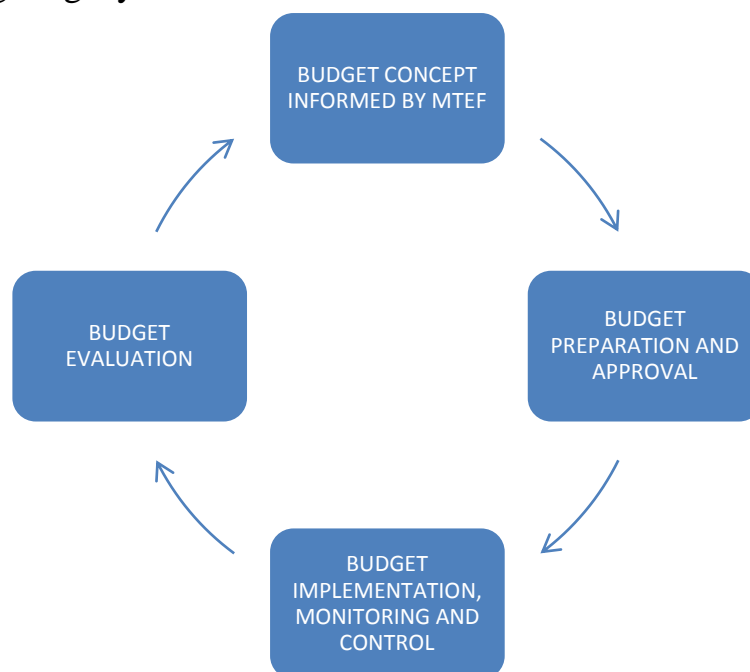 BUDGET CONCEPT
INFORMED BY MTEF
BUDGET
PREPARATION AND
APPROVAL
BUDGET
IMPLEMENTATION,
MONITORING AND
CONTROL
BUDGET
EVALUATION